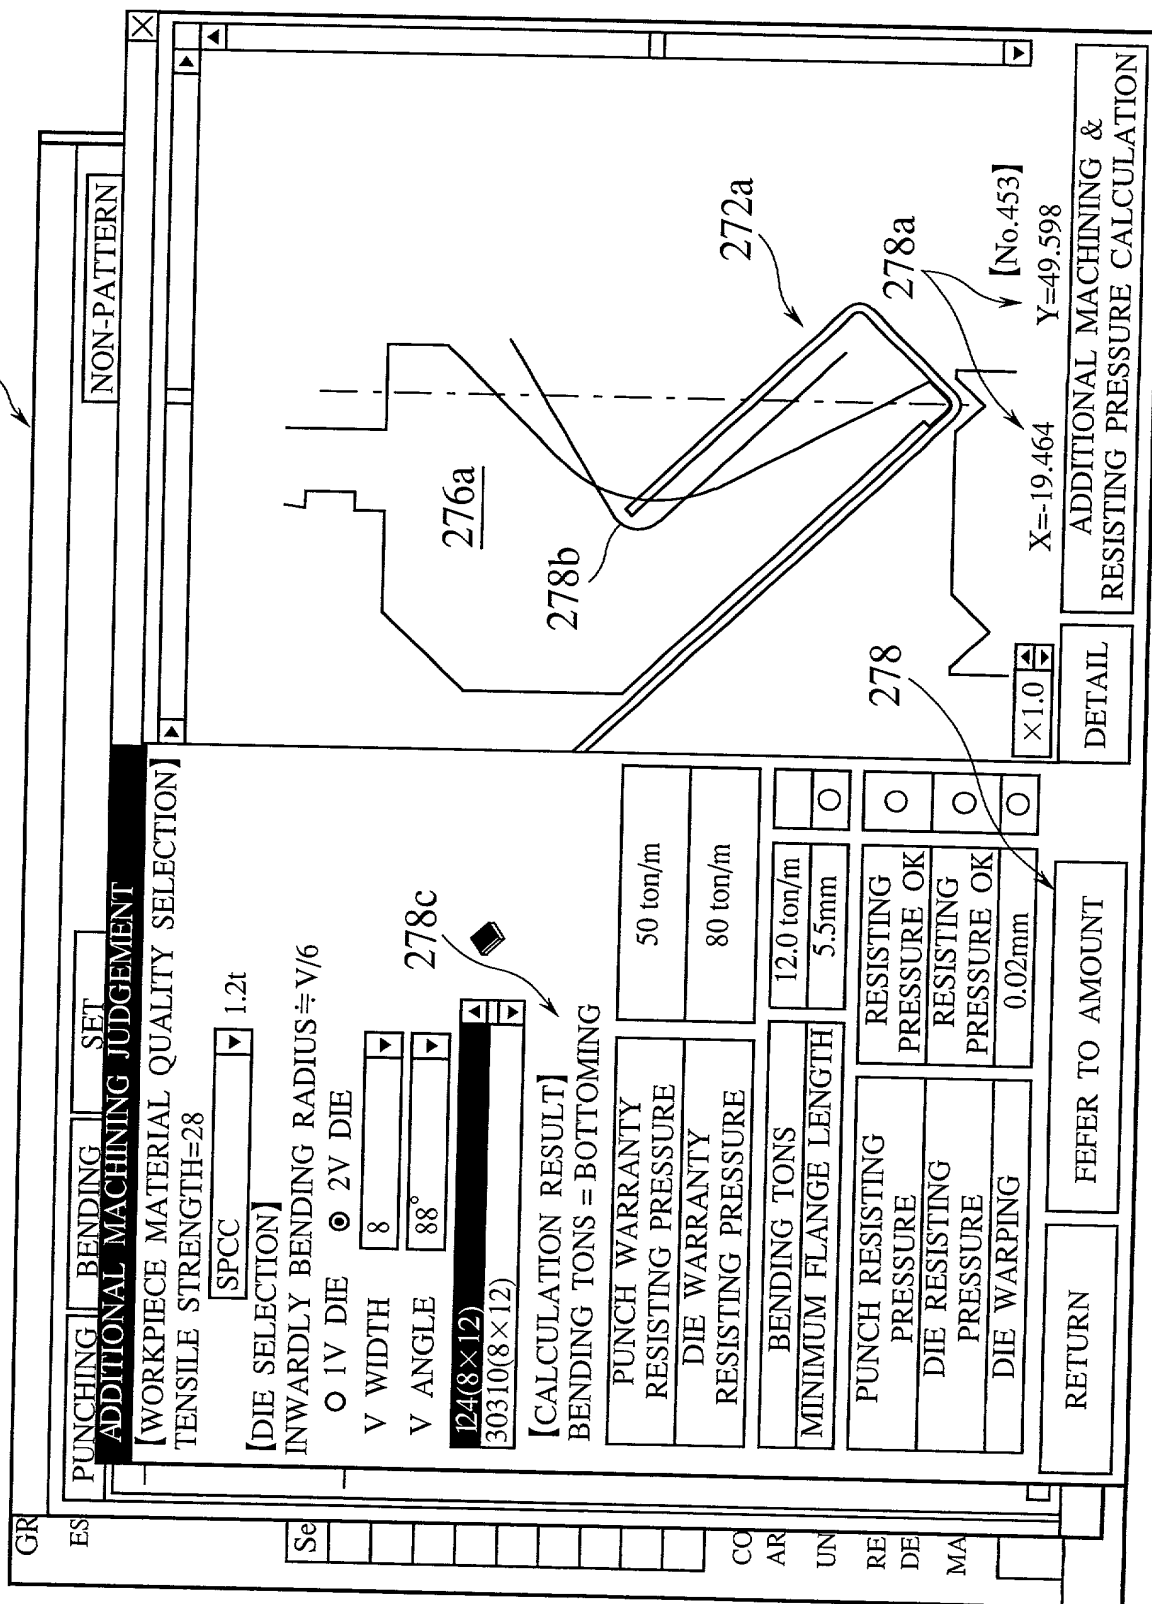 GR
ES
NON-PATTERN
PUNCHING
BENDING
SET
ADDITIONAL MACHINING JUDGEMENT
【WORKPIECE MATERIAL QUALITY SELECTION】
TENSILE STRENGTH=28
SPCC ▼ 1.2t
【DIE SELECTION】
INWARDLY BENDING RADIUS≒V/6
○ 1V DIE ◉ 2V DIE
V WIDTH 8 ▼
V ANGLE 88° ▼
124(8×12)
30310(8×12)
278c
【CALCULATION RESULT】
BENDING TONS = BOTTOMING
PUNCH WARRANTY
RESISTING PRESSURE
50 ton/m
DIE WARRANTY
RESISTING PRESSURE
80 ton/m
BENDING TONS 12.0 ton/m
MINIMUM FLANGE LENGTH 5.5mm ○
PUNCH RESISTING
PRESSURE
RESISTING
PRESSURE OK
○
DIE RESISTING
PRESSURE
RESISTING
PRESSURE OK
○
DIE WARPING 0.02mm ○
RETURN
FEFER TO AMOUNT
278
276a
278b
272a
278a
【No.453】
X=-19.464 Y=49.598
×1.0
DETAIL
ADDITIONAL MACHINING &
RESISTING PRESSURE CALCULATION
Se
CO
AR
UN
RE
DE
MA